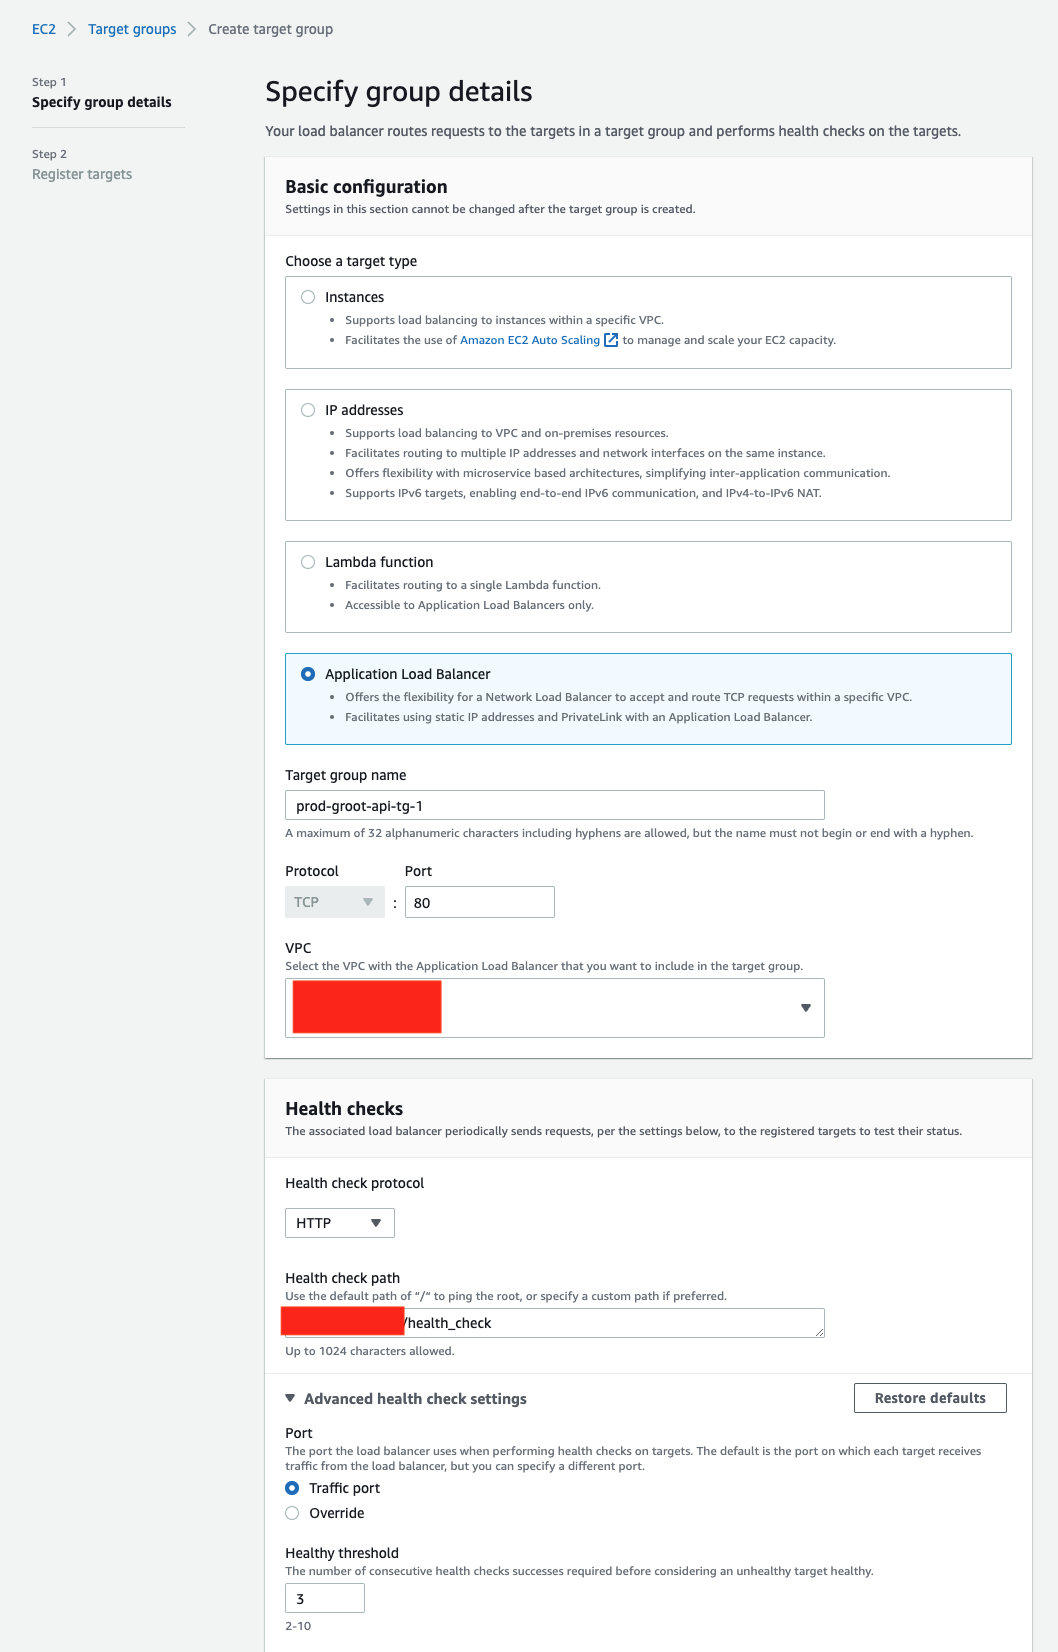 EC2 > Target groups > Create target group
Step 1
Specify group details
Step 2
Register targets
Specify group details
Your load balancer routes requests to the targets in a target group and performs health checks on the targets.
Basic configuration
Settings in this section cannot be changed after the target group is created.
Choose a target type
Instances
• Supports load balancing to instances within a specific VPC.
• Facilitates the use of Amazon EC2 Auto Scaling to manage and scale your EC2 capacity.
IP addresses
• Supports load balancing to VPC and on-premises resources.
• Facilitates routing to multiple IP addresses and network interfaces on the same instance.
• Offers flexibility with microservice based architectures, simplifying inter-application communication.
• Supports IPv6 targets, enabling end-to-end IPv6 communication, and IPv4-to-IPv6 NAT.
Lambda function
• Facilitates routing to a single Lambda function.
• Accessible to Application Load Balancers only.
Application Load Balancer
• Offers the flexibility for a Network Load Balancer to accept and route TCP requests within a specific VPC.
• Facilitates using static IP addresses and PrivateLink with an Application Load Balancer.
Target group name
prod-groot-api-tg-1
A maximum of 32 alphanumeric characters including hyphens are allowed, but the name must not begin or end with a hyphen.
Protocol Port
TCP : 80
VPC
Select the VPC with the Application Load Balancer that you want to include in the target group.
Health checks
The associated load balancer periodically sends requests, per the settings below, to the registered targets to test their status.
Health check protocol
HTTP
Health check path
Use the default path of "/" to ping the root, or specify a custom path if preferred.
/health_check
Up to 1024 characters allowed.
Advanced health check settings Restore defaults
Port
The port the load balancer uses when performing health checks on targets. The default is the port on which each target receives
traffic from the load balancer, but you can specify a different port.
Traffic port
Override
Healthy threshold
The number of consecutive health checks successes required before considering an unhealthy target healthy.
3
2-10